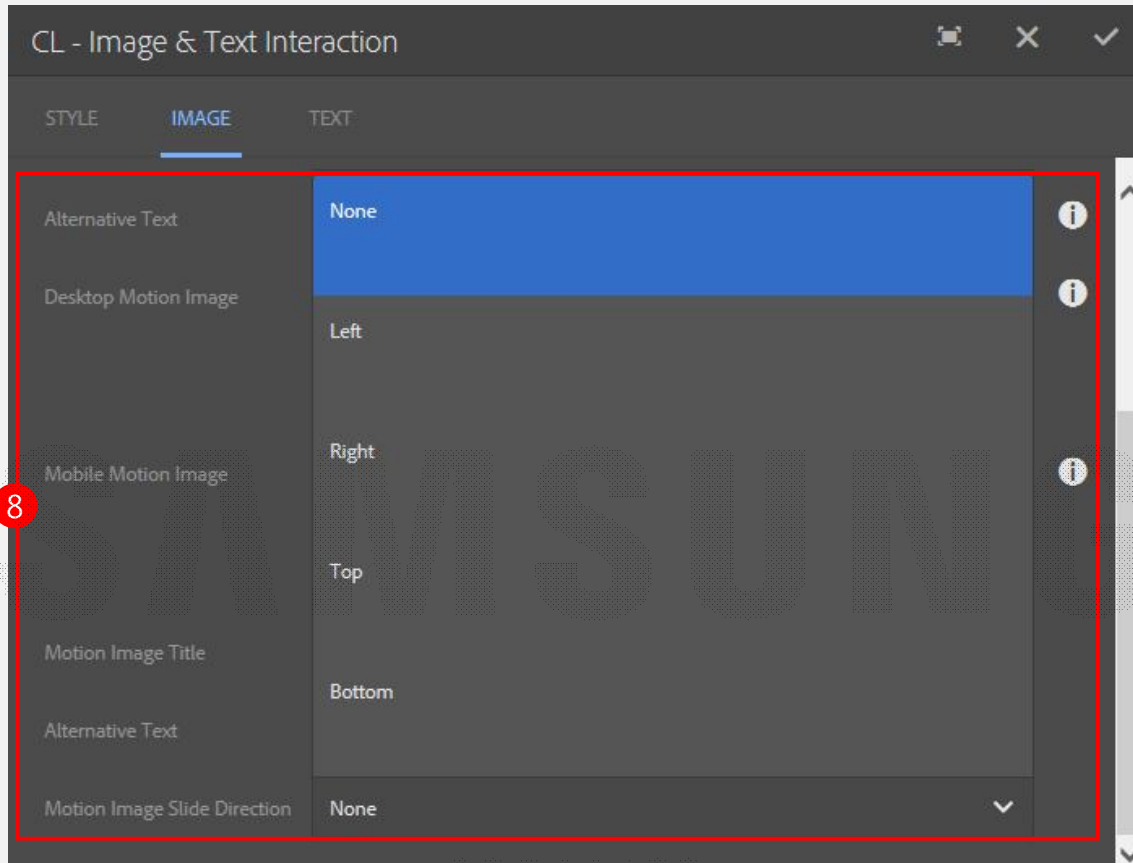 CL - Image & Text Interaction
STYLE IMAGE TEXT
Alternative Text
None
Desktop Motion Image
Left
Right
Mobile Motion Image
8
Top
SAMSUNG
Motion Image Title
Bottom
Alternative Text
Motion Image Slide Direction None